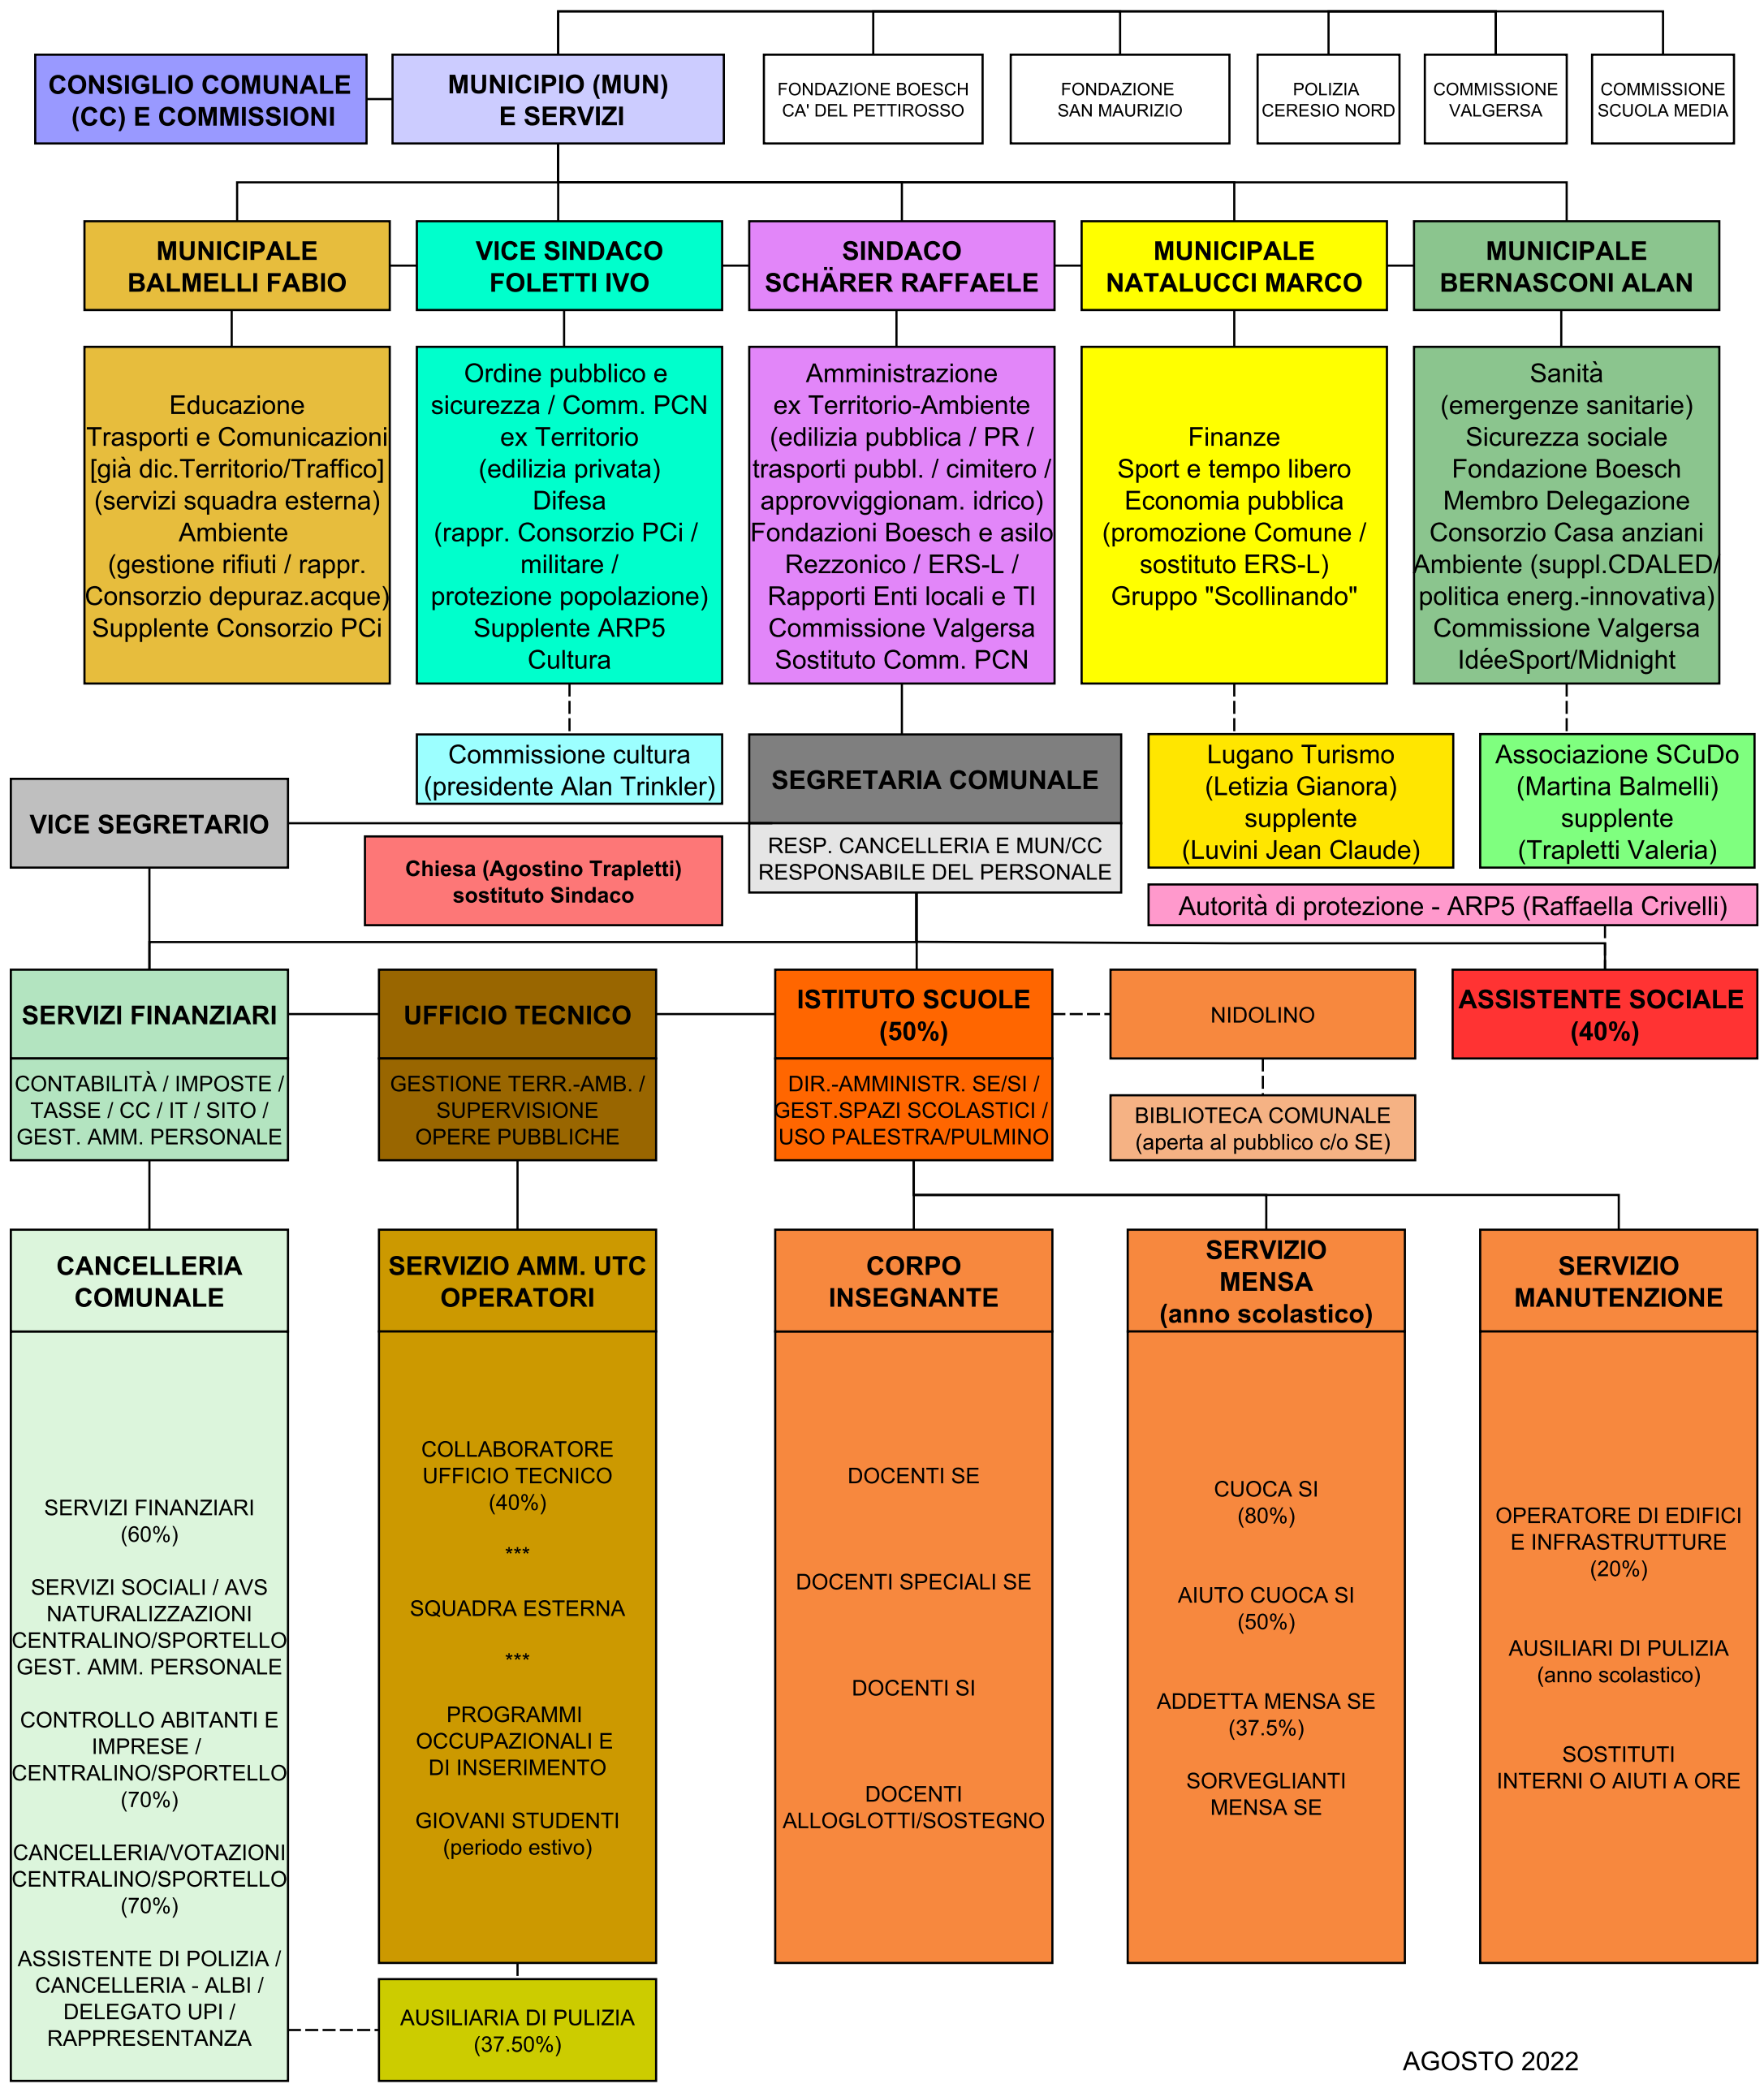 CONSIGLIO COMUNALE
(CC) E COMMISSIONI
MUNICIPIO (MUN)
E SERVIZI
FONDAZIONE BOESCH
CA' DEL PETTIROSSO
FONDAZIONE
SAN MAURIZIO
POLIZIA
CERESIO NORD
COMMISSIONE
VALGERSA
COMMISSIONE
SCUOLA MEDIA
MUNICIPALE
BALMELLI FABIO
VICE SINDACO
FOLETTI IVO
SINDACO
SCHÄRER RAFFAELE
MUNICIPALE
NATALUCCI MARCO
MUNICIPALE
BERNASCONI ALAN
Educazione
Trasporti e Comunicazioni
[già dic.Territorio/Traffico]
(servizi squadra esterna)
Ambiente
(gestione rifiuti / rappr.
Consorzio depuraz.acque)
Supplente Consorzio PCi
Ordine pubblico e
sicurezza / Comm. PCN
ex Territorio
(edilizia privata)
Difesa
(rappr. Consorzio PCi /
militare /
protezione popolazione)
Supplente ARP5
Cultura
Amministrazione
ex Territorio-Ambiente
(edilizia pubblica / PR /
trasporti pubbl. / cimitero /
approvviggionam. idrico)
Fondazioni Boesch e asilo
Rezzonico / ERS-L /
Rapporti Enti locali e TI
Commissione Valgersa
Sostituto Comm. PCN
Finanze
Sport e tempo libero
Economia pubblica
(promozione Comune /
sostituto ERS-L)
Gruppo "Scollinando"
Sanità
(emergenze sanitarie)
Sicurezza sociale
Fondazione Boesch
Membro Delegazione
Consorzio Casa anziani
Ambiente (suppl.CDALED/
politica energ.-innovativa)
Commissione Valgersa
IdéeSport/Midnight
Commissione cultura
(presidente Alan Trinkler)
SEGRETARIA COMUNALE
RESP. CANCELLERIA E MUN/CC
RESPONSABILE DEL PERSONALE
Lugano Turismo
(Letizia Gianora)
supplente
(Luvini Jean Claude)
Associazione SCuDo
(Martina Balmelli)
supplente
(Trapletti Valeria)
VICE SEGRETARIO
Chiesa (Agostino Trapletti)
sostituto Sindaco
Autorità di protezione - ARP5 (Raffaella Crivelli)
SERVIZI FINANZIARI
CONTABILITÀ / IMPOSTE /
TASSE / CC / IT / SITO /
GEST. AMM. PERSONALE
UFFICIO TECNICO
GESTIONE TERR.-AMB. /
SUPERVISIONE
OPERE PUBBLICHE
ISTITUTO SCUOLE
(50%)
DIR.-AMMINISTR. SE/SI /
GEST.SPAZI SCOLASTICI /
USO PALESTRA/PULMINO
NIDOLINO
BIBLIOTECA COMUNALE
(aperta al pubblico c/o SE)
ASSISTENTE SOCIALE
(40%)
CANCELLERIA
COMUNALE
SERVIZI FINANZIARI
(60%)
SERVIZI SOCIALI / AVS
NATURALIZZAZIONI
CENTRALINO/SPORTELLO
GEST. AMM. PERSONALE
CONTROLLO ABITANTI E
IMPRESE /
CENTRALINO/SPORTELLO
(70%)
CANCELLERIA/VOTAZIONI
CENTRALINO/SPORTELLO
(70%)
ASSISTENTE DI POLIZIA /
CANCELLERIA - ALBI /
DELEGATO UPI /
RAPPRESENTANZA
SERVIZIO AMM. UTC
OPERATORI
COLLABORATORE
UFFICIO TECNICO
(40%)
***
SQUADRA ESTERNA
***
PROGRAMMI
OCCUPAZIONALI E
DI INSERIMENTO
GIOVANI STUDENTI
(periodo estivo)
AUSILIARIA DI PULIZIA
(37.50%)
CORPO
INSEGNANTE
DOCENTI SE
DOCENTI SPECIALI SE
DOCENTI SI
DOCENTI
ALLOGLOTTI/SOSTEGNO
SERVIZIO
MENSA
(anno scolastico)
CUOCA SI
(80%)
AIUTO CUOCA SI
(50%)
ADDETTA MENSA SE
(37.5%)
SORVEGLIANTI
MENSA SE
SERVIZIO
MANUTENZIONE
OPERATORE DI EDIFICI
E INFRASTRUTTURE
(20%)
AUSILIARI DI PULIZIA
(anno scolastico)
SOSTITUTI
INTERNI O AIUTI A ORE
AGOSTO 2022